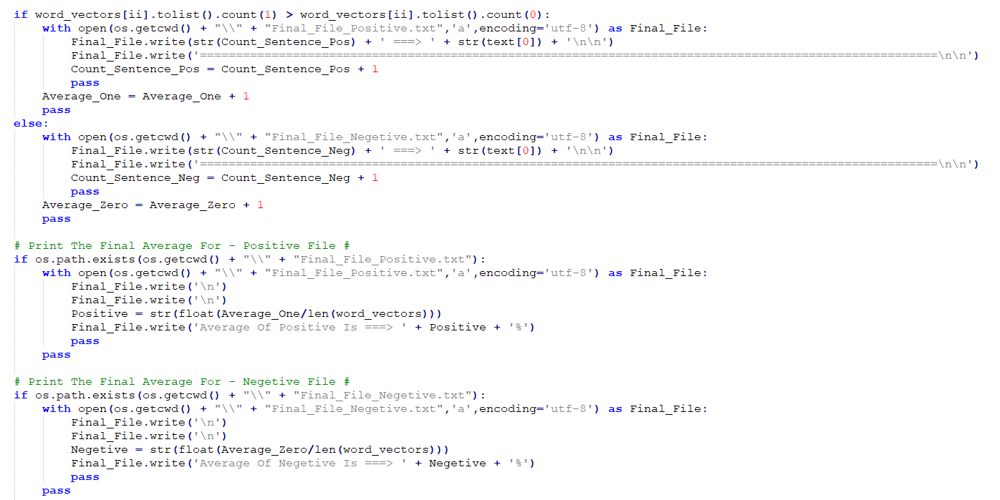 if word_vectors[ii].tolist().count(1) > word_vectors[ii].tolist().count(0):
    with open(os.getcwd() + "\\" + "Final_File_Positive.txt",'a',encoding='utf-8') as Final_File:
        Final_File.write(str(Count_Sentence_Pos) + ' ===> ' + str(text[0]) + '\n\n')
        Final_File.write('=======================================================================================================\n\n')
        Count_Sentence_Pos = Count_Sentence_Pos + 1
        pass
    Average_One = Average_One + 1
    pass
else:
    with open(os.getcwd() + "\\" + "Final_File_Negetive.txt",'a',encoding='utf-8') as Final_File:
        Final_File.write(str(Count_Sentence_Neg) + ' ===> ' + str(text[0]) + '\n\n')
        Final_File.write('=======================================================================================================\n\n')
        Count_Sentence_Neg = Count_Sentence_Neg + 1
        pass
    Average_Zero = Average_Zero + 1
    pass

# Print The Final Average For - Positive File #
if os.path.exists(os.getcwd() + "\\" + "Final_File_Positive.txt"):
    with open(os.getcwd() + "\\" + "Final_File_Positive.txt",'a',encoding='utf-8') as Final_File:
        Final_File.write('\n')
        Final_File.write('\n')
        Positive = str(float(Average_One/len(word_vectors)))
        Final_File.write('Average Of Positive Is ===> ' + Positive + '%')
        pass
    pass

# Print The Final Average For - Negetive File #
if os.path.exists(os.getcwd() + "\\" + "Final_File_Negetive.txt"):
    with open(os.getcwd() + "\\" + "Final_File_Negetive.txt",'a',encoding='utf-8') as Final_File:
        Final_File.write('\n')
        Final_File.write('\n')
        Negetive = str(float(Average_Zero/len(word_vectors)))
        Final_File.write('Average Of Negetive Is ===> ' + Negetive + '%')
        pass
    pass